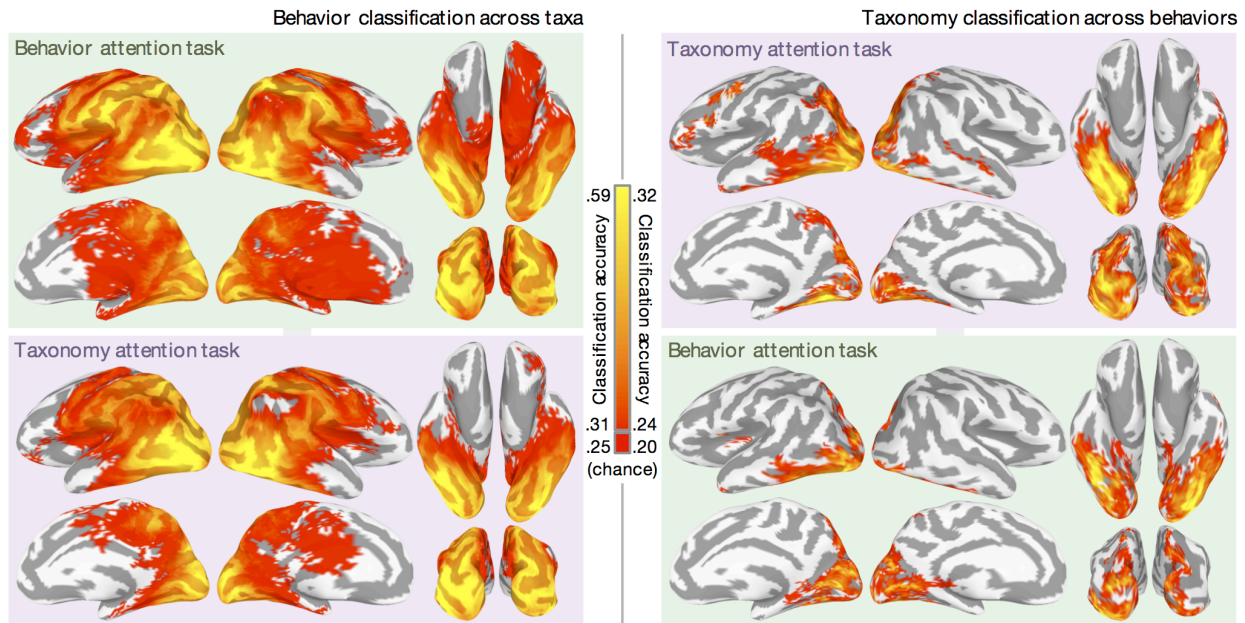 Behavior classification across taxa
Taxonomy classification across behaviors
Behavior attention task
Taxonomy attention task
.59
.32
Classification accuracy
Classification accuracy
.31
.24
.25
.20
(chance)
Taxonomy attention task
Behavior attention task